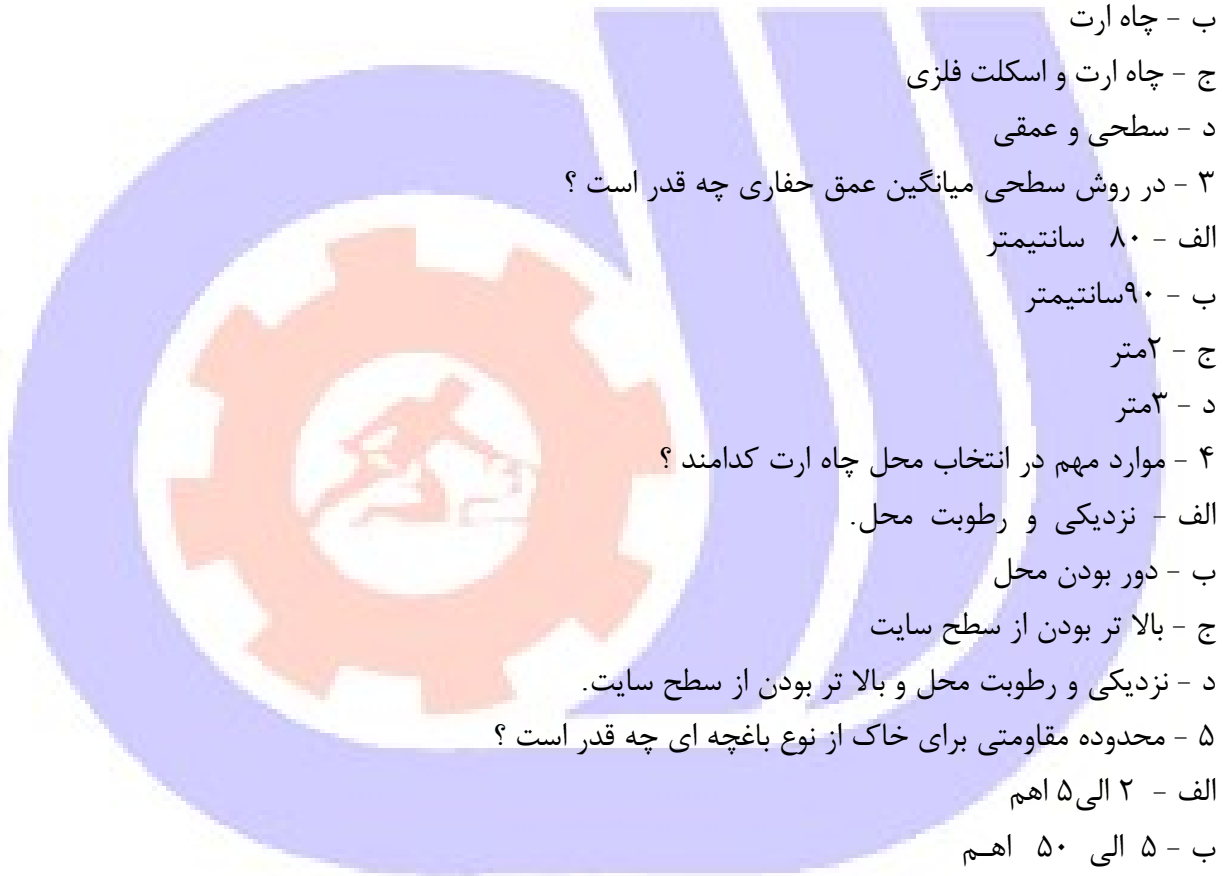 ب - چاه ارت
ج - چاه ارت و اسکلت فلزی
د - سطحی و عمقی
۳ - در روش سطحی میانگین عمق حفاری چه قدر است ؟
الف - ۸۰ سانتیمتر
ب - ۹۰سانتیمتر
ج - ۲متر
د - ۳متر
۴ - موارد مهم در انتخاب محل چاه ارت کدامند ؟
الف - نزدیکی و رطوبت محل.
ب - دور بودن محل
ج - بالا تر بودن از سطح سایت
د - نزدیکی و رطوبت محل و بالا تر بودن از سطح سایت.
۵ - محدوده مقاومتی برای خاک از نوع باغچه ای چه قدر است ؟
الف - ۲ الی۵ اهم
ب - ۵ الی ۵۰ اهـم